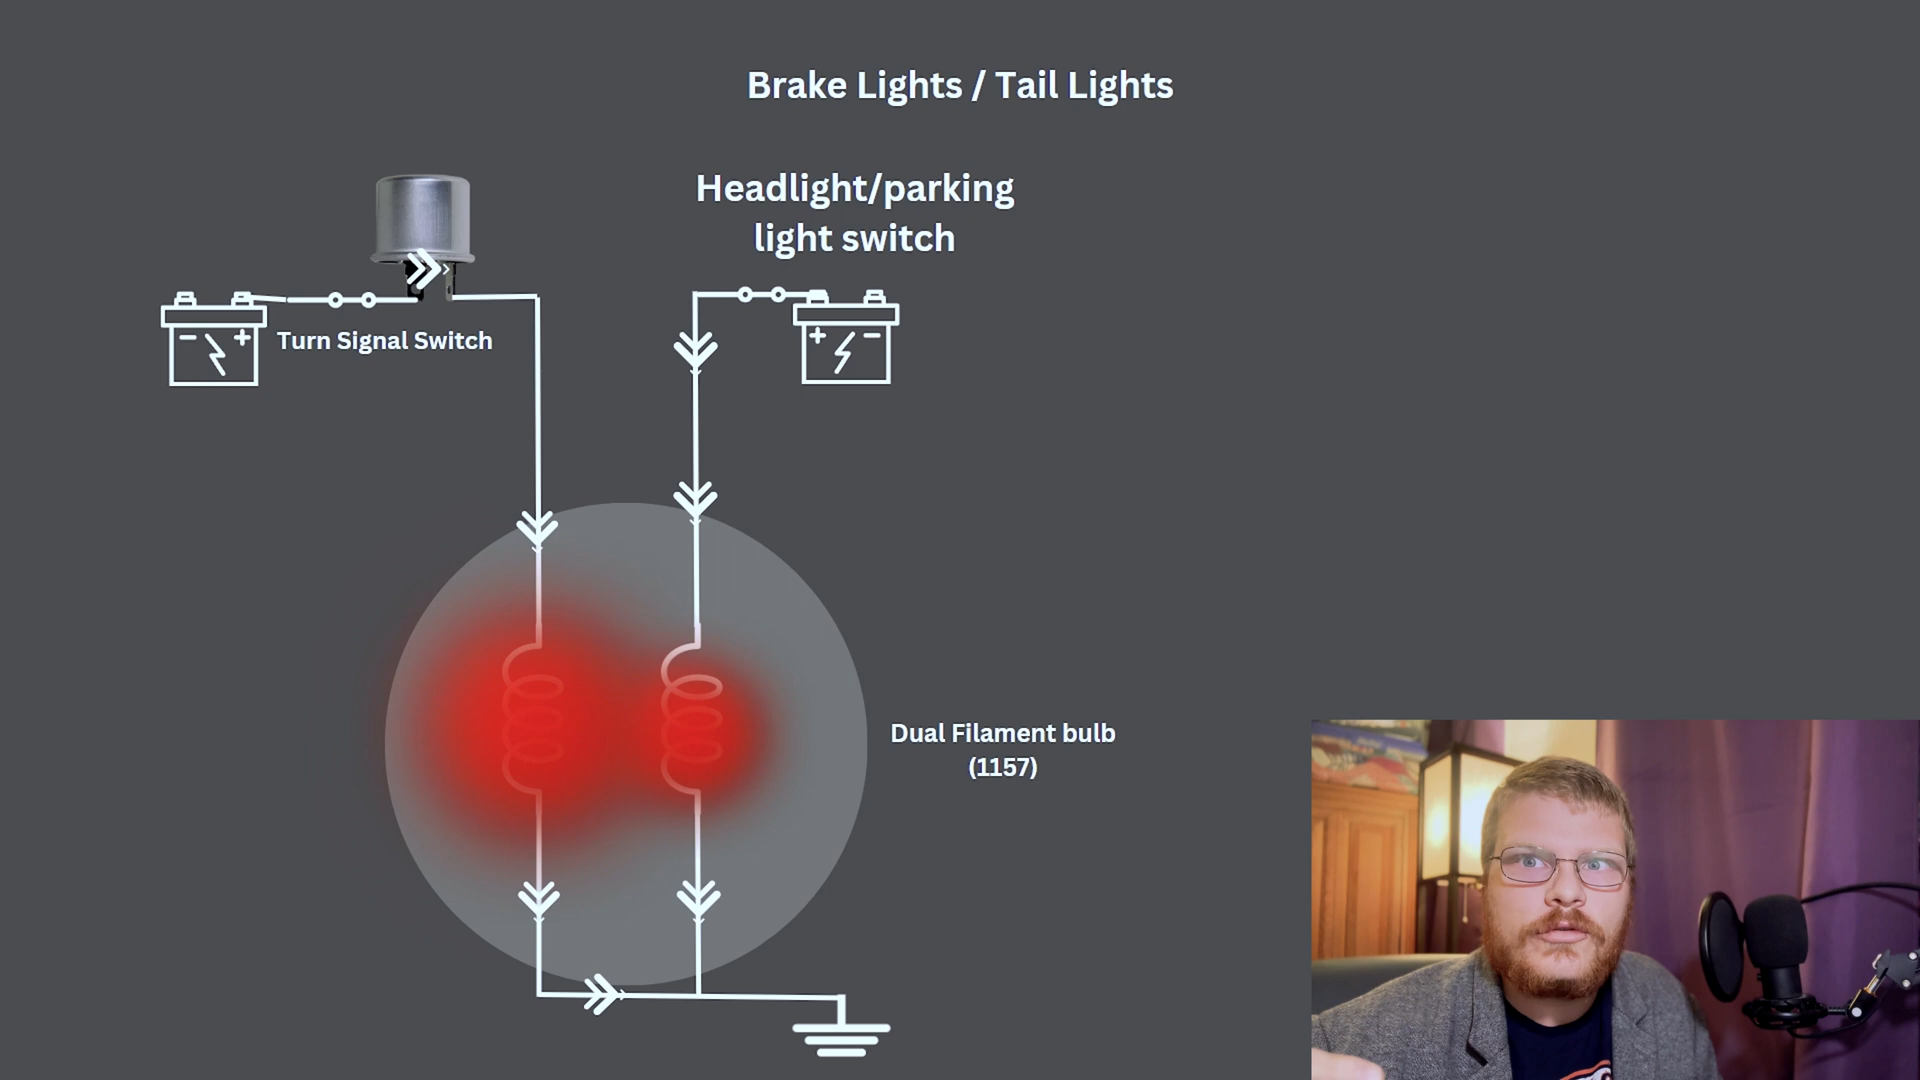 Brake Lights / Tail Lights
Headlight/parking
light switch
Turn Signal Switch
Dual Filament bulb
(1157)